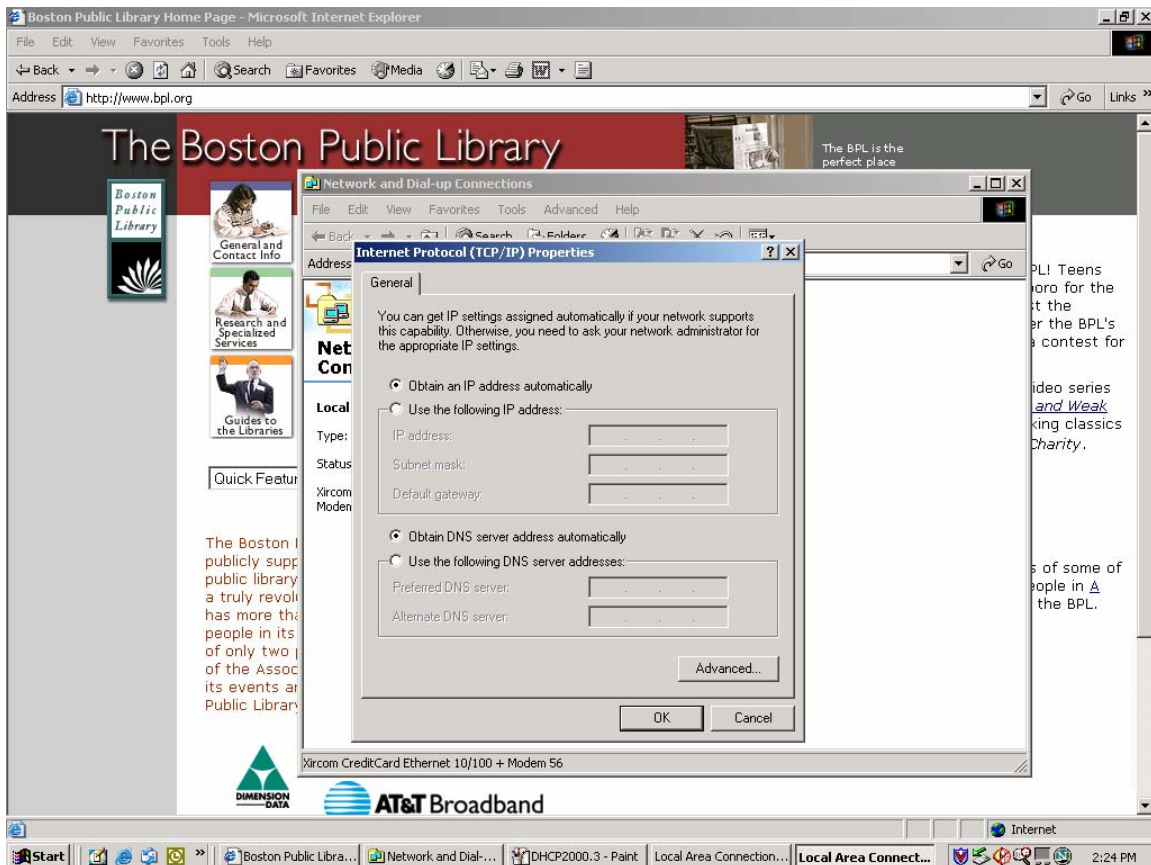 Boston Public Library Home Page - Microsoft Internet Explorer
File Edit View Favorites Tools Help
Back Search Favorites Media
Address http://www.bpl.org Go Links »
The Boston Public Library
The BPL is the
perfect place
Boston
Public
Library
General and
Contact Info
Research and
Specialized
Services
Guides to
the Libraries
Quick Featur
The Boston
publicly supp
public library
a truly revol
has more tha
people in its
of only two
of the Assoc
its events ar
Public Library
DIMENSION
DATA
AT&T Broadband
Network and Dial-up Connections
File Edit View Favorites Tools Advanced Help
Back Search Folders
Address Go
Net
Con
Local
Type:
Status
Xircom
Modem
Xircom CreditCard Ethernet 10/100 + Modem 56
Internet Protocol (TCP/IP) Properties
General
You can get IP settings assigned automatically if your network supports
this capability. Otherwise, you need to ask your network administrator for
the appropriate IP settings.
Obtain an IP address automatically
Use the following IP address:
IP address:
Subnet mask:
Default gateway:
Obtain DNS server address automatically
Use the following DNS server addresses:
Preferred DNS server:
Alternate DNS server:
Advanced...
OK Cancel
PL! Teens
oro for the
t the
er the BPL's
a contest for
ideo series
and Weak
king classics
Charity.
s of some of
eople in A
the BPL.
Internet
Start » Boston Public Libra... Network and Dial-... DHCP2000.3 - Paint Local Area Connection... Local Area Connect... 2:24 PM